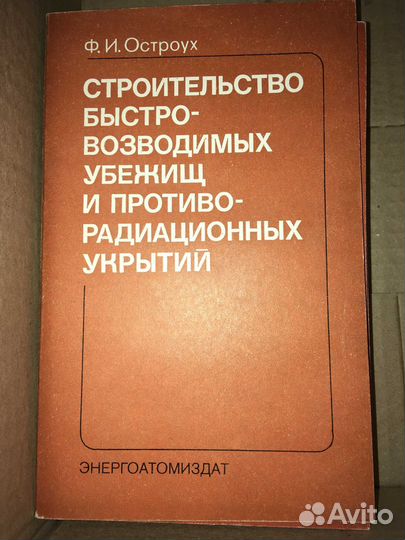 Ф. И. Остроух
СТРОИТЕЛЬСТВО
БЫСТРО-
ВОЗВОДИМЫХ
УБЕЖИЩ
И ПРОТИВО-
РАДИАЦИОННЫХ
УКРЫТИЙ
ЭНЕРГОАТОМИЗДАТ
Avito